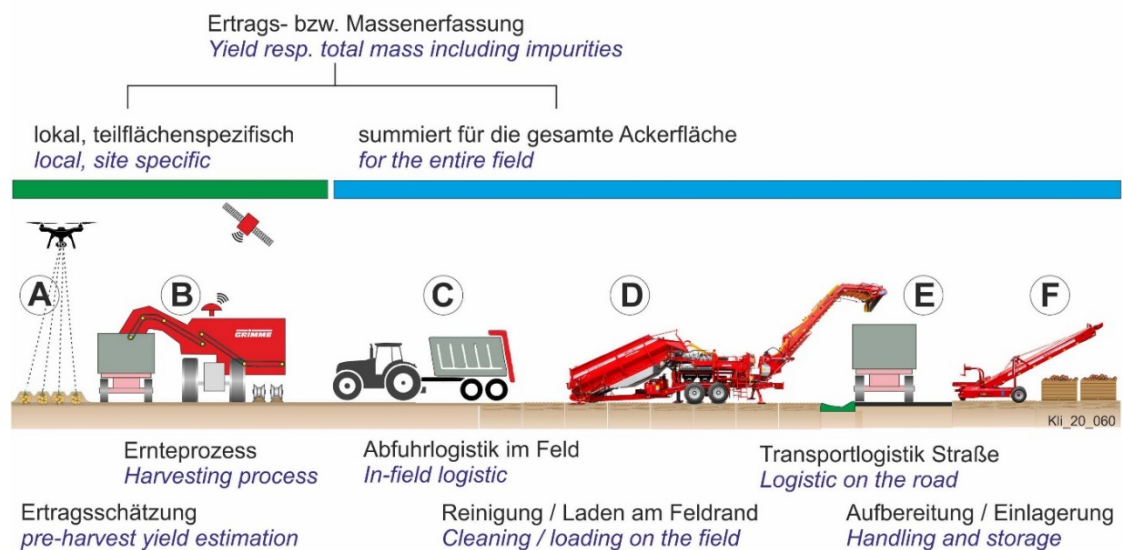 Ertrags- bzw. Massenerfassung
Yield resp. total mass including impurities
lokal, teilflächenspezifisch
local, site specific
summiert für die gesamte Ackerfläche
for the entire field
A
B
C
D
E
F
GRIMME
Kli_20_060
Ernteprozess
Harvesting process
Abfuhrlogistik im Feld
In-field logistic
Transportlogistik Straße
Logistic on the road
Ertragsschätzung
pre-harvest yield estimation
Reinigung / Laden am Feldrand
Cleaning / loading on the field
Aufbereitung / Einlagerung
Handling and storage